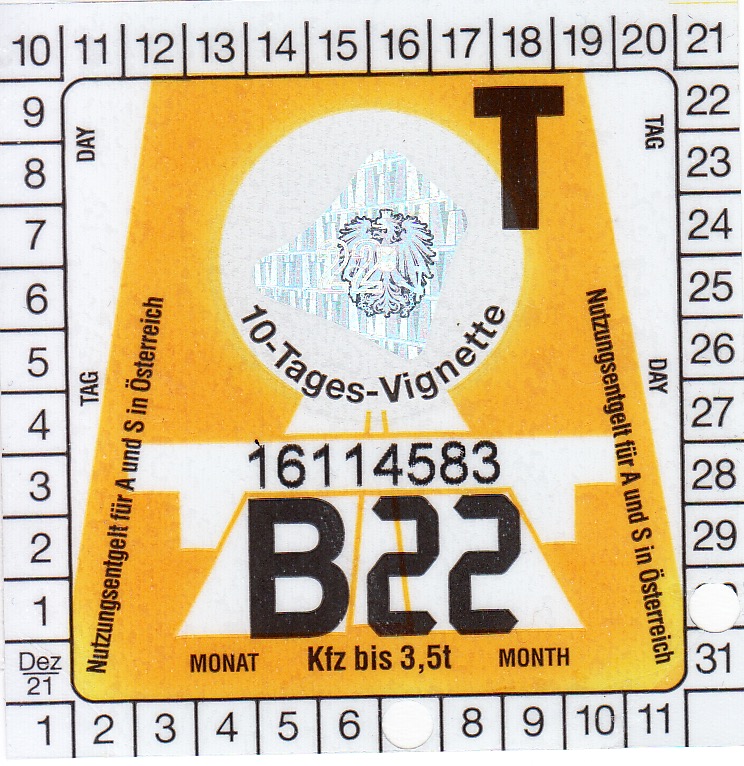 10 11 12 13 14 15 16 17 18 19 20 21
9
8
7
6
5
4
3
2
1
Dez
21
22
23
24
25
26
27
28
29
31
DAY
TAG
T
TAG
DAY
Nutzungsentgelt für A und S in Österreich
Nutzungsentgelt für A und S in Österreich
10-Tages-Vignette
16114583
B22
MONAT Kfz bis 3,5t MONTH
1 2 3 4 5 6 8 9 10 11